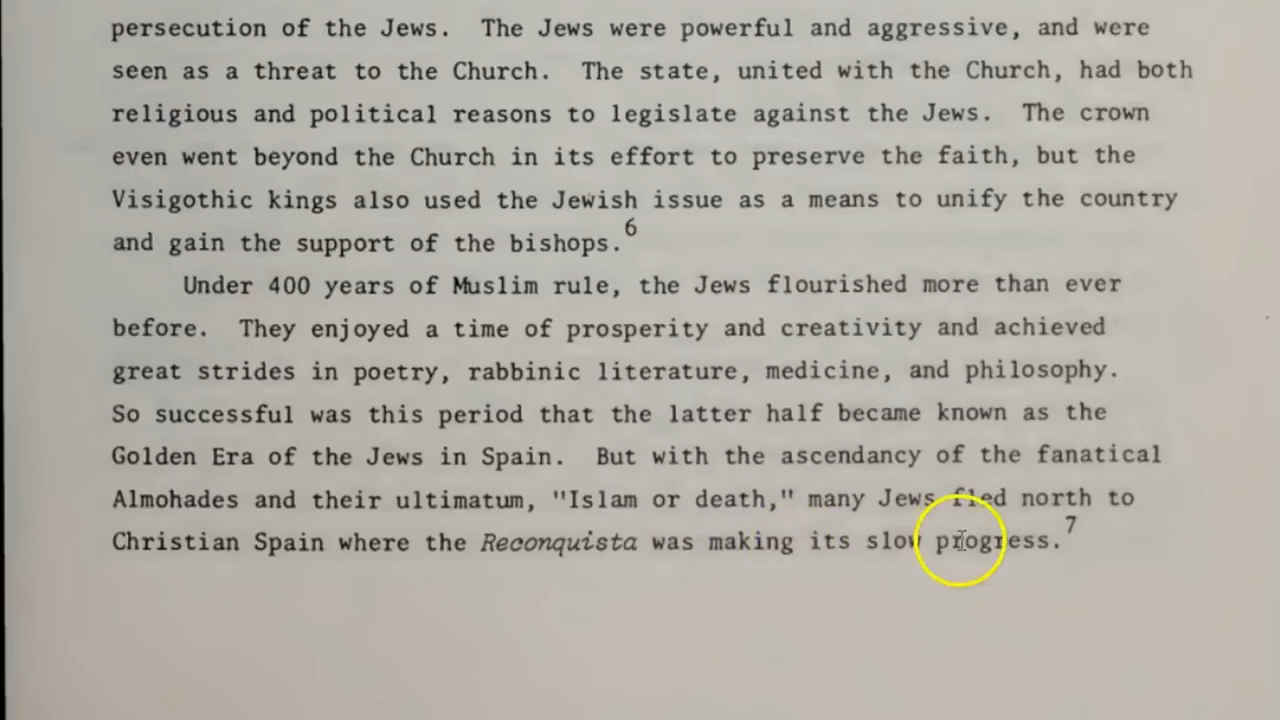 persecution of the Jews. The Jews were powerful and aggressive, and were
seen as a threat to the Church. The state, united with the Church, had both
religious and political reasons to legislate against the Jews. The crown
even went beyond the Church in its effort to preserve the faith, but the
Visigothic kings also used the Jewish issue as a means to unify the country
and gain the support of the bishops.6
Under 400 years of Muslim rule, the Jews flourished more than ever
before. They enjoyed a time of prosperity and creativity and achieved
great strides in poetry, rabbinic literature, medicine, and philosophy.
So successful was this period that the latter half became known as the
Golden Era of the Jews in Spain. But with the ascendancy of the fanatical
Almohades and their ultimatum, "Islam or death," many Jews fled north to
Christian Spain where the Reconquista was making its slow progress.7